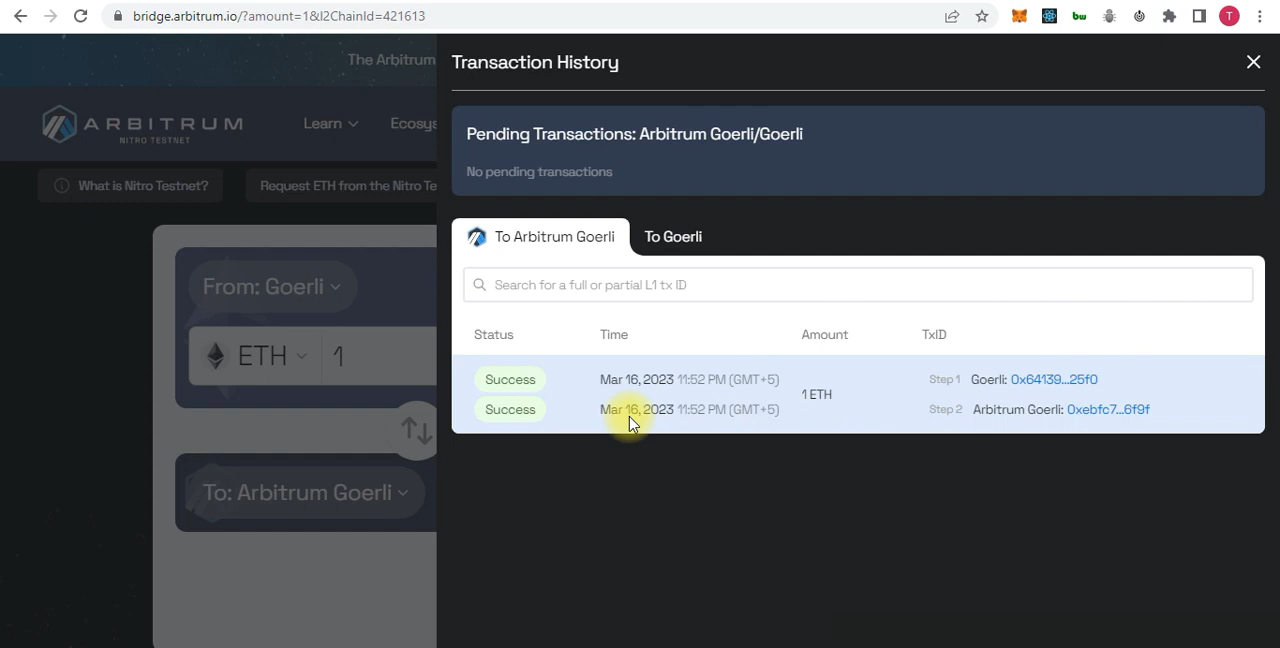 bridge.arbitrum.io/?amount=1&l2ChainId=421613
bw
T
The Arbitrum
Transaction History
ARBITRUM
NITRO TESTNET
Learn
Ecosys
Pending Transactions: Arbitrum Goerli/Goerli
No pending transactions
What is Nitro Testnet?
Request ETH from the Nitro Te
To Arbitrum Goerli
To Goerli
Search for a full or partial L1 tx ID
From: Goerli
ETH
1
Status Time Amount TxID
Success Mar 16, 2023 11:52 PM (GMT+5) Step 1 Goerli: 0x64139...25f0
1 ETH
Success Mar 16, 2023 11:52 PM (GMT+5) Step 2 Arbitrum Goerli: 0xebfc7...6f9f
To: Arbitrum Goerli